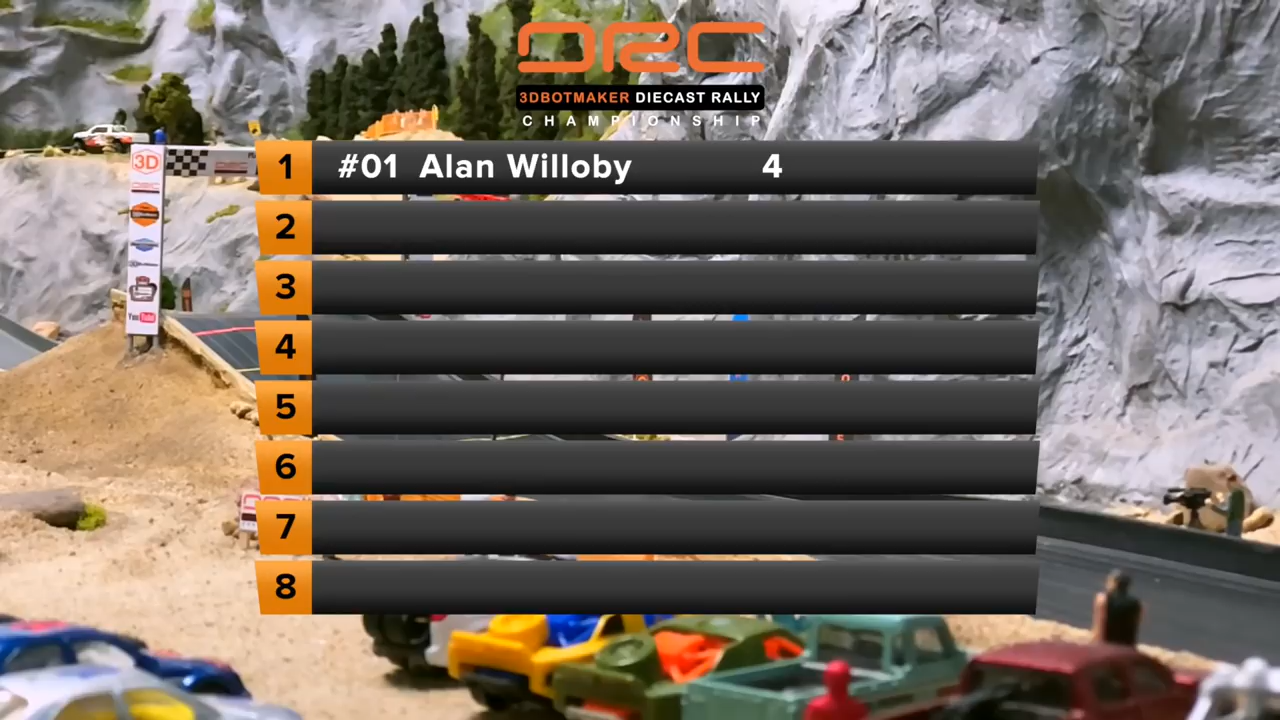 DRC
3DBOTMAKER DIECAST RALLY
CHAMPIONSHIP
1 #01 Alan Willoby 4
2
3
4
5
6
7
8
3D
YouTube